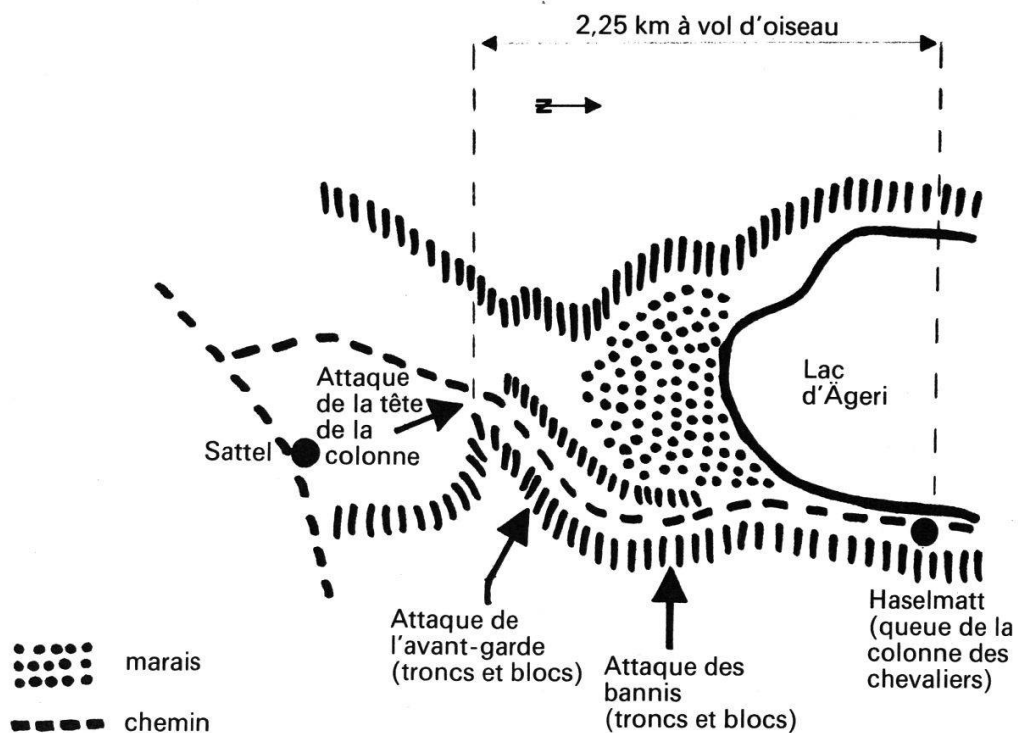 2,25 km à vol d'oiseau
N
Attaque
de la tête
de la
colonne
Sattel
Lac
d'Ägeri
Attaque de
l'avant-garde
(troncs et blocs)
Attaque des
bannis
(troncs et blocs)
Haselmatt
(queue de la
colonne des
chevaliers)
marais
chemin